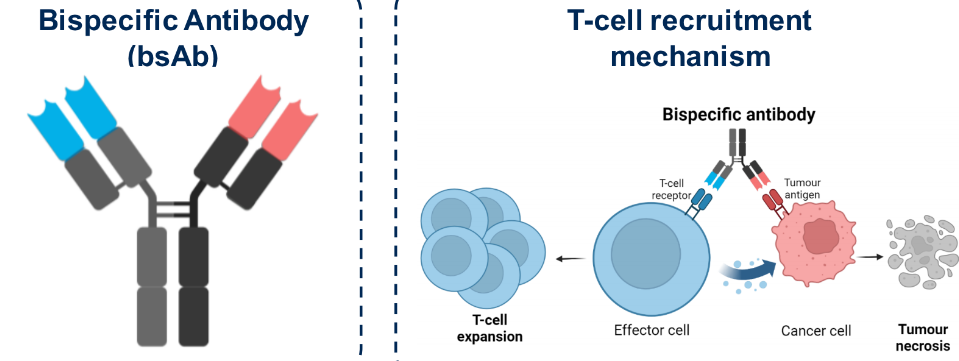 Bispecific Antibody
(bsAb)
T-cell recruitment
mechanism
Bispecific antibody
T-cell
receptor
Tumour
antigen
T-cell
expansion
Effector cell
Cancer cell
Tumour
necrosis